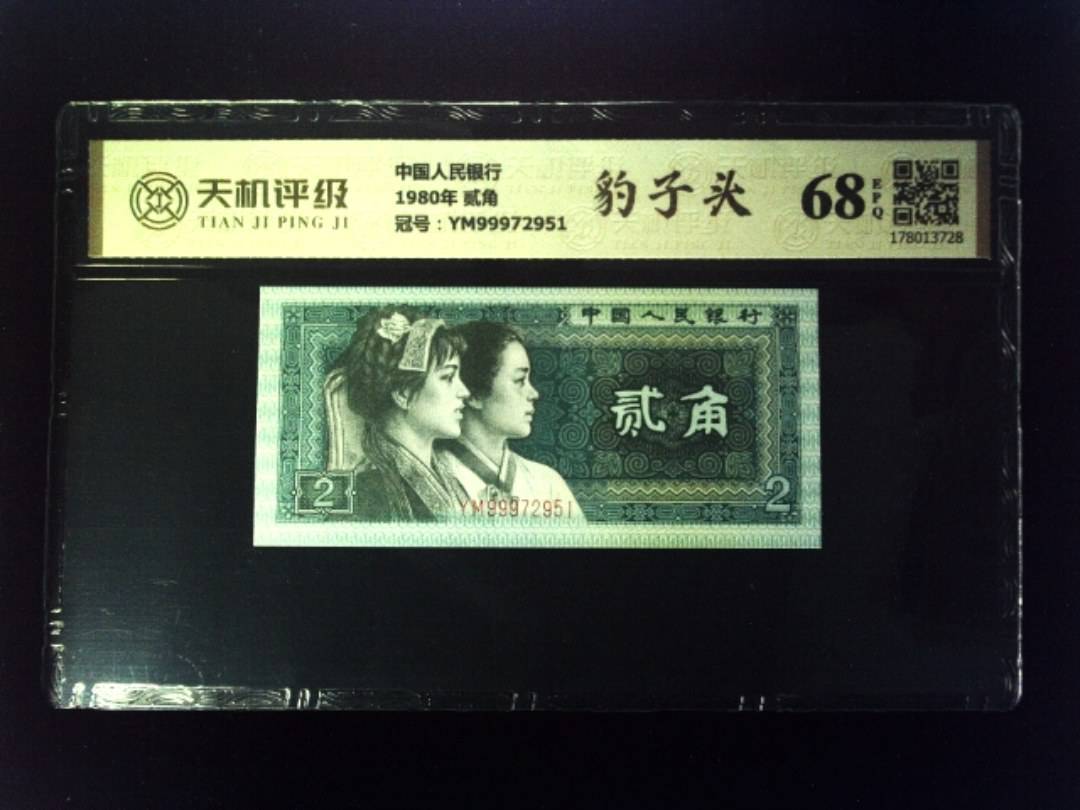 天机评级
TIAN JI PING JI
中国人民银行
1980年 贰角
冠号：YM99972951
豹子头
68
EPQ
178013728
中国人民银行
贰角
2
2
YM99972951